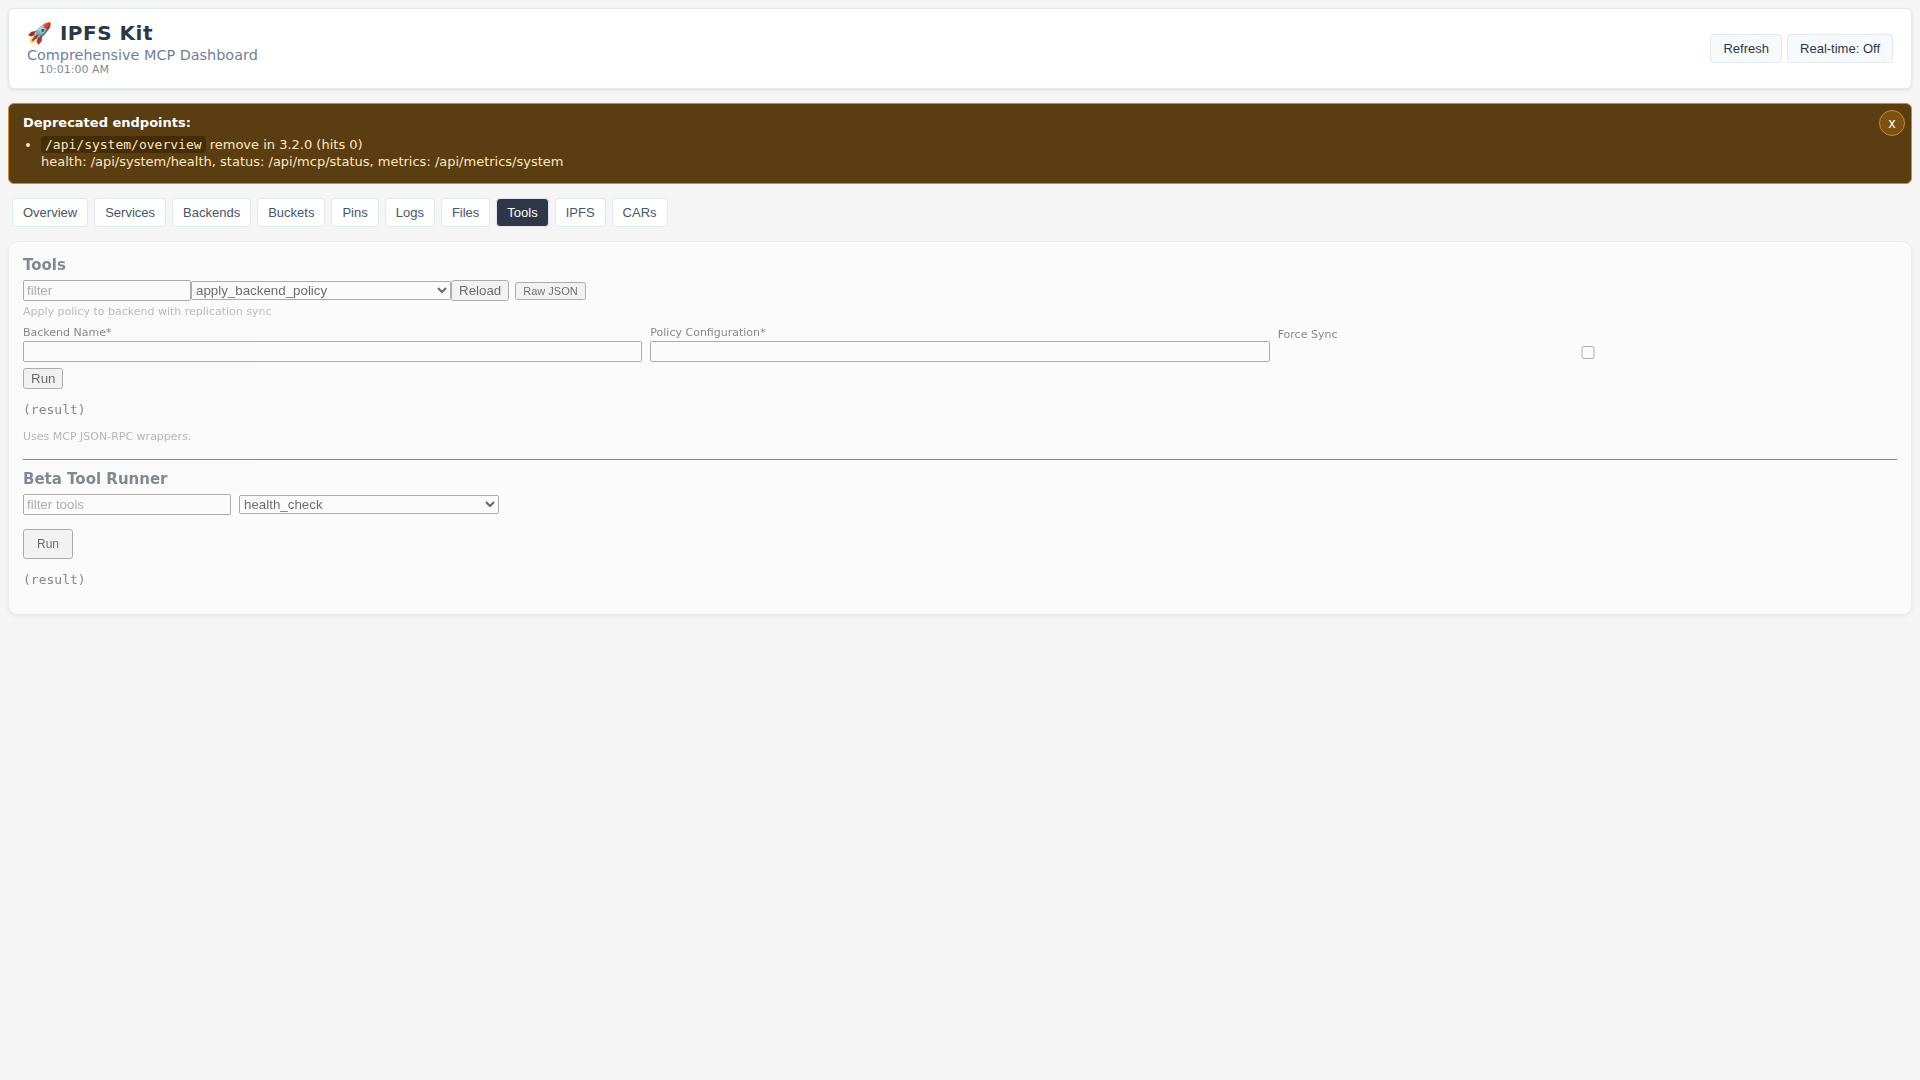 🚀 IPFS Kit
Comprehensive MCP Dashboard
10:01:00 AM
Refresh
Real-time: Off
Deprecated endpoints:
• /api/system/overview remove in 3.2.0 (hits 0)
health: /api/system/health, status: /api/mcp/status, metrics: /api/metrics/system
x
Overview
Services
Backends
Buckets
Pins
Logs
Files
Tools
IPFS
CARs
Tools
filter
apply_backend_policy
Reload
Raw JSON
Apply policy to backend with replication sync
Backend Name*
Policy Configuration*
Force Sync
Run
(result)
Uses MCP JSON-RPC wrappers.
Beta Tool Runner
filter tools
health_check
Run
(result)